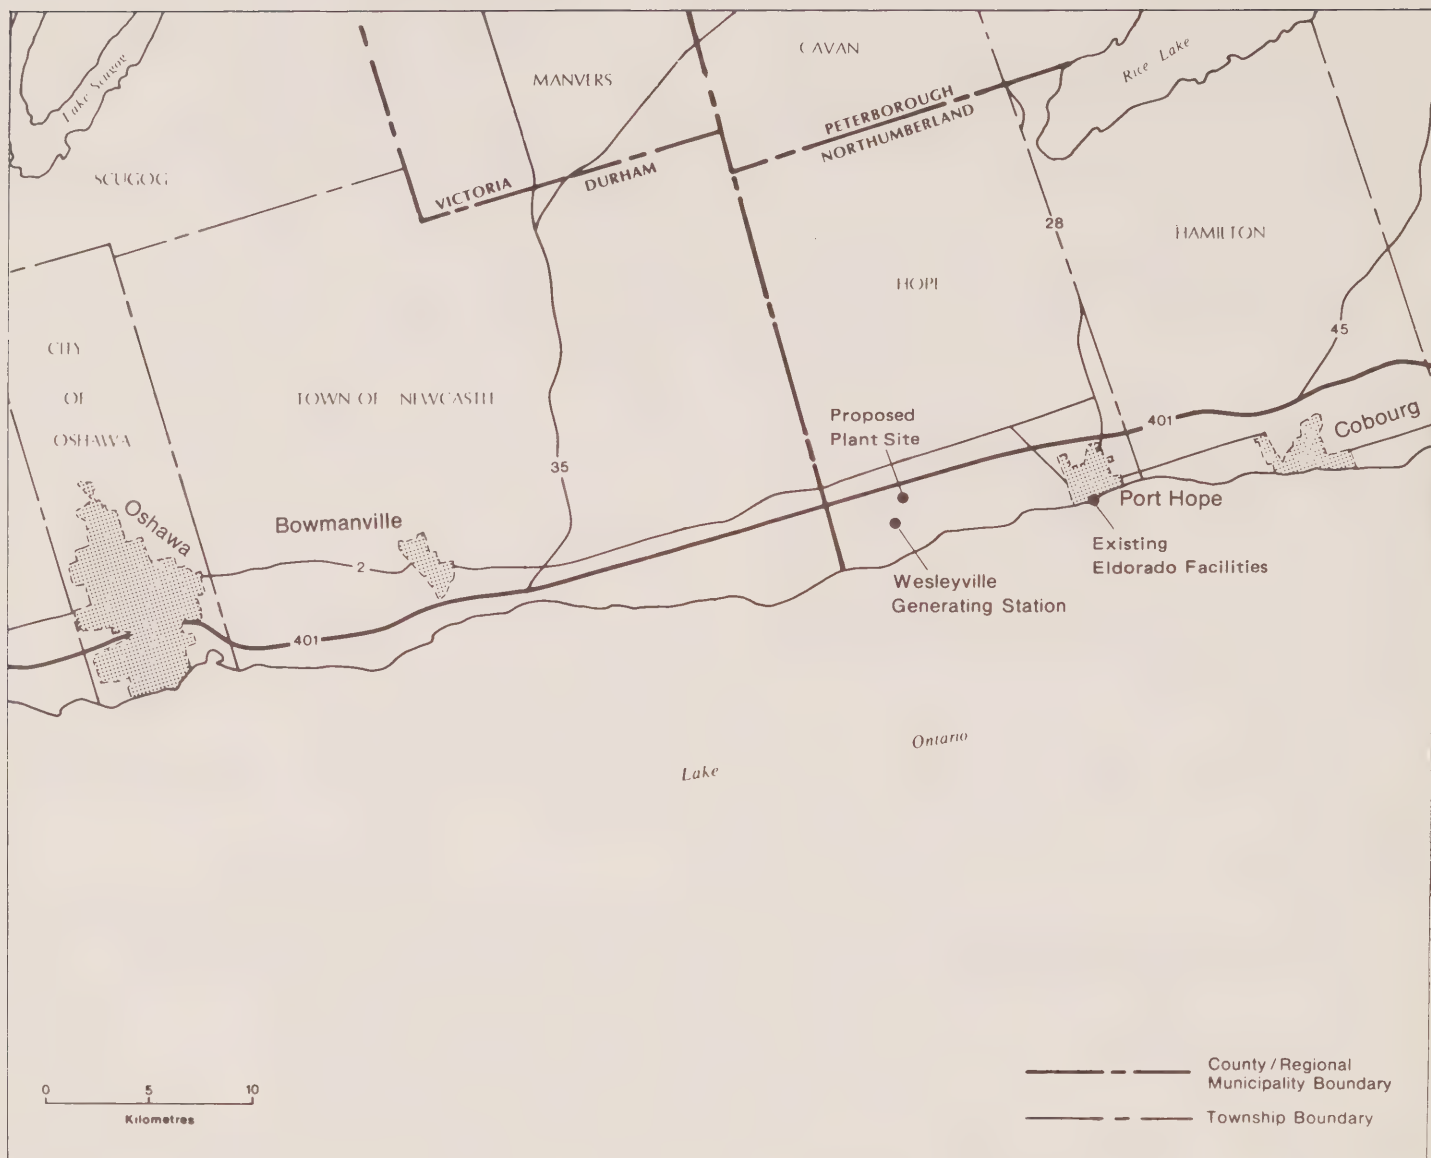 CAVAN
Rice Lake
MANVERS
Lake Scugog
PETERBOROUGH
NORTHUMBERLAND
SCUGOG
VICTORIA
DURHAM
28
HAMILTON
HOPE
45
CITY
OF
OSHAWA
TOWN OF NEWCASTLE
Proposed
Plant Site
401
Cobourg
35
Oshawa
Bowmanville
Port Hope
2
Existing
Eldorado Facilities
Wesleyville
Generating Station
401
Lake Ontario
0 5 10
Kilometres
County / Regional
Municipality Boundary
Township Boundary